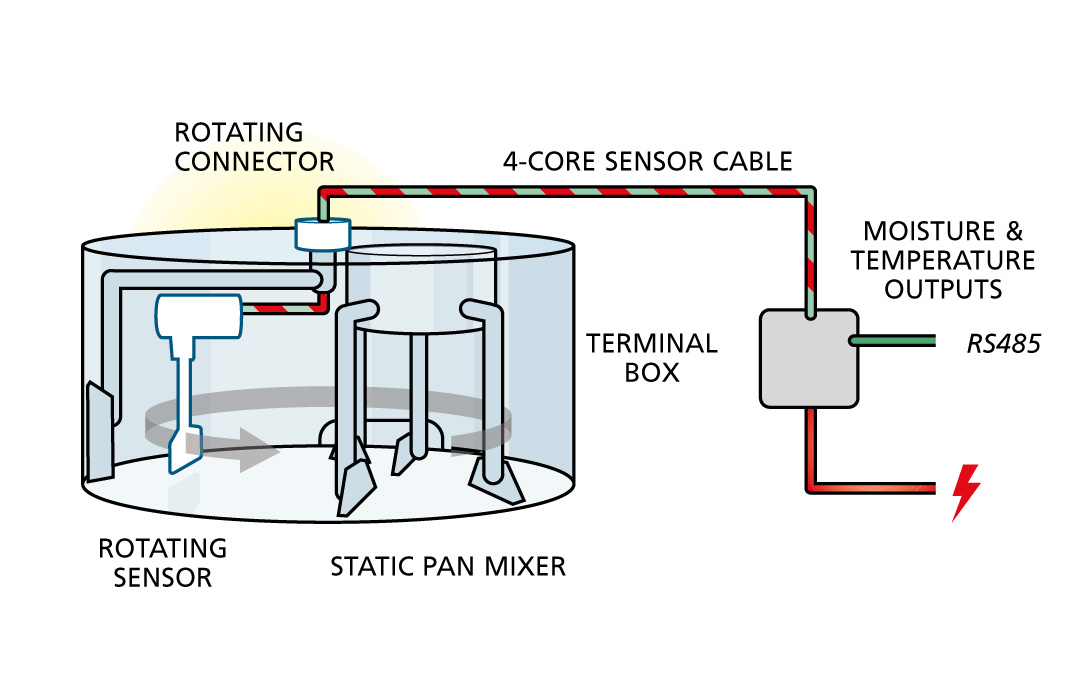 ROTATING
CONNECTOR
4-CORE SENSOR CABLE
MOISTURE &
TEMPERATURE
OUTPUTS
RS485
TERMINAL
BOX
ROTATING
SENSOR
STATIC PAN MIXER